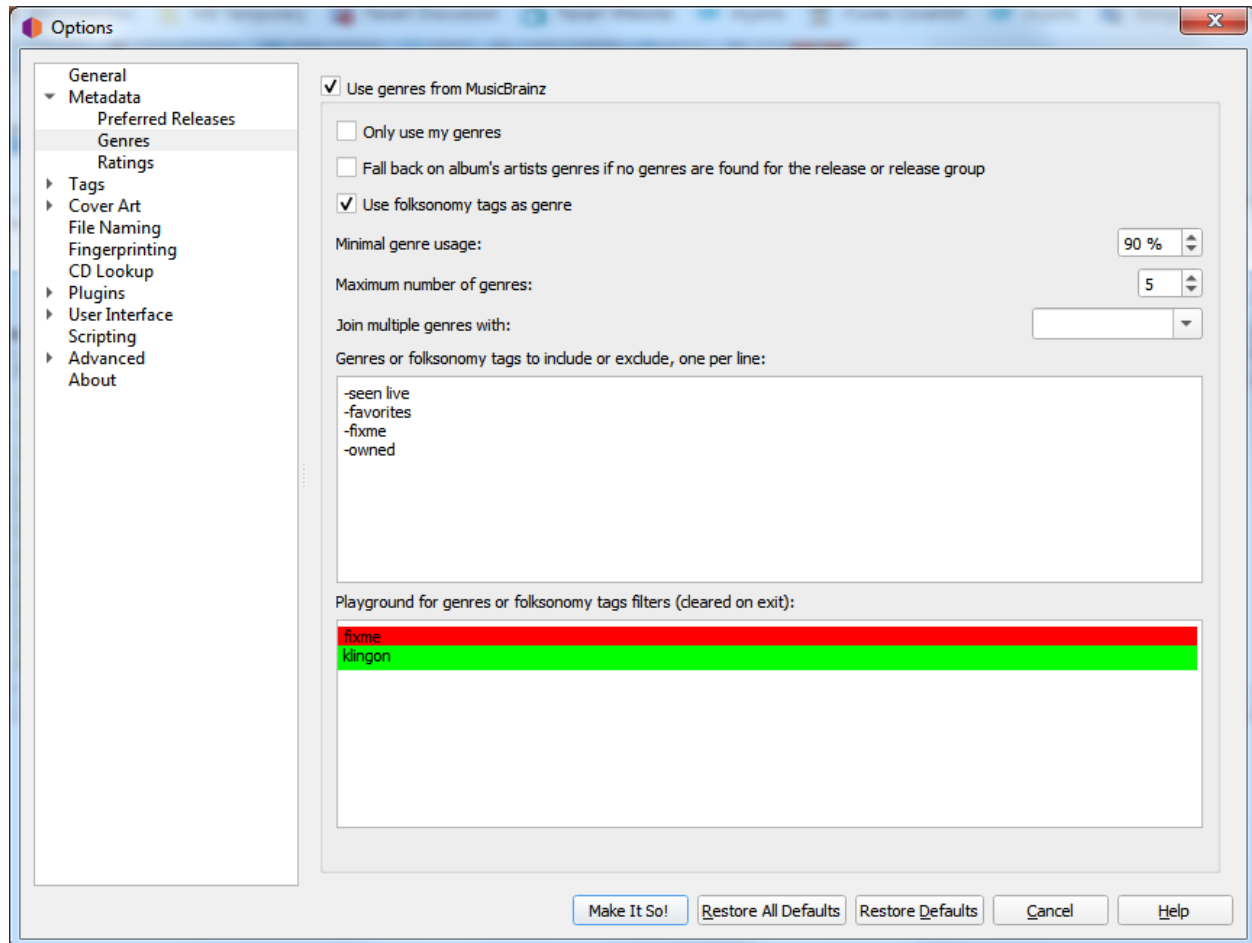 Options
General
Metadata
Preferred Releases
Genres
Ratings
Tags
Cover Art
File Naming
Fingerprinting
CD Lookup
Plugins
User Interface
Scripting
Advanced
About
Use genres from MusicBrainz
Only use my genres
Fall back on album's artists genres if no genres are found for the release or release group
Use folksonomy tags as genre
Minimal genre usage: 90 %
Maximum number of genres: 5
Join multiple genres with:
Genres or folksonomy tags to include or exclude, one per line:
-seen live
-favorites
-fixme
-owned
Playground for genres or folksonomy tags filters (cleared on exit):
fixme
klingon
Make It So! Restore All Defaults Restore Defaults Cancel Help